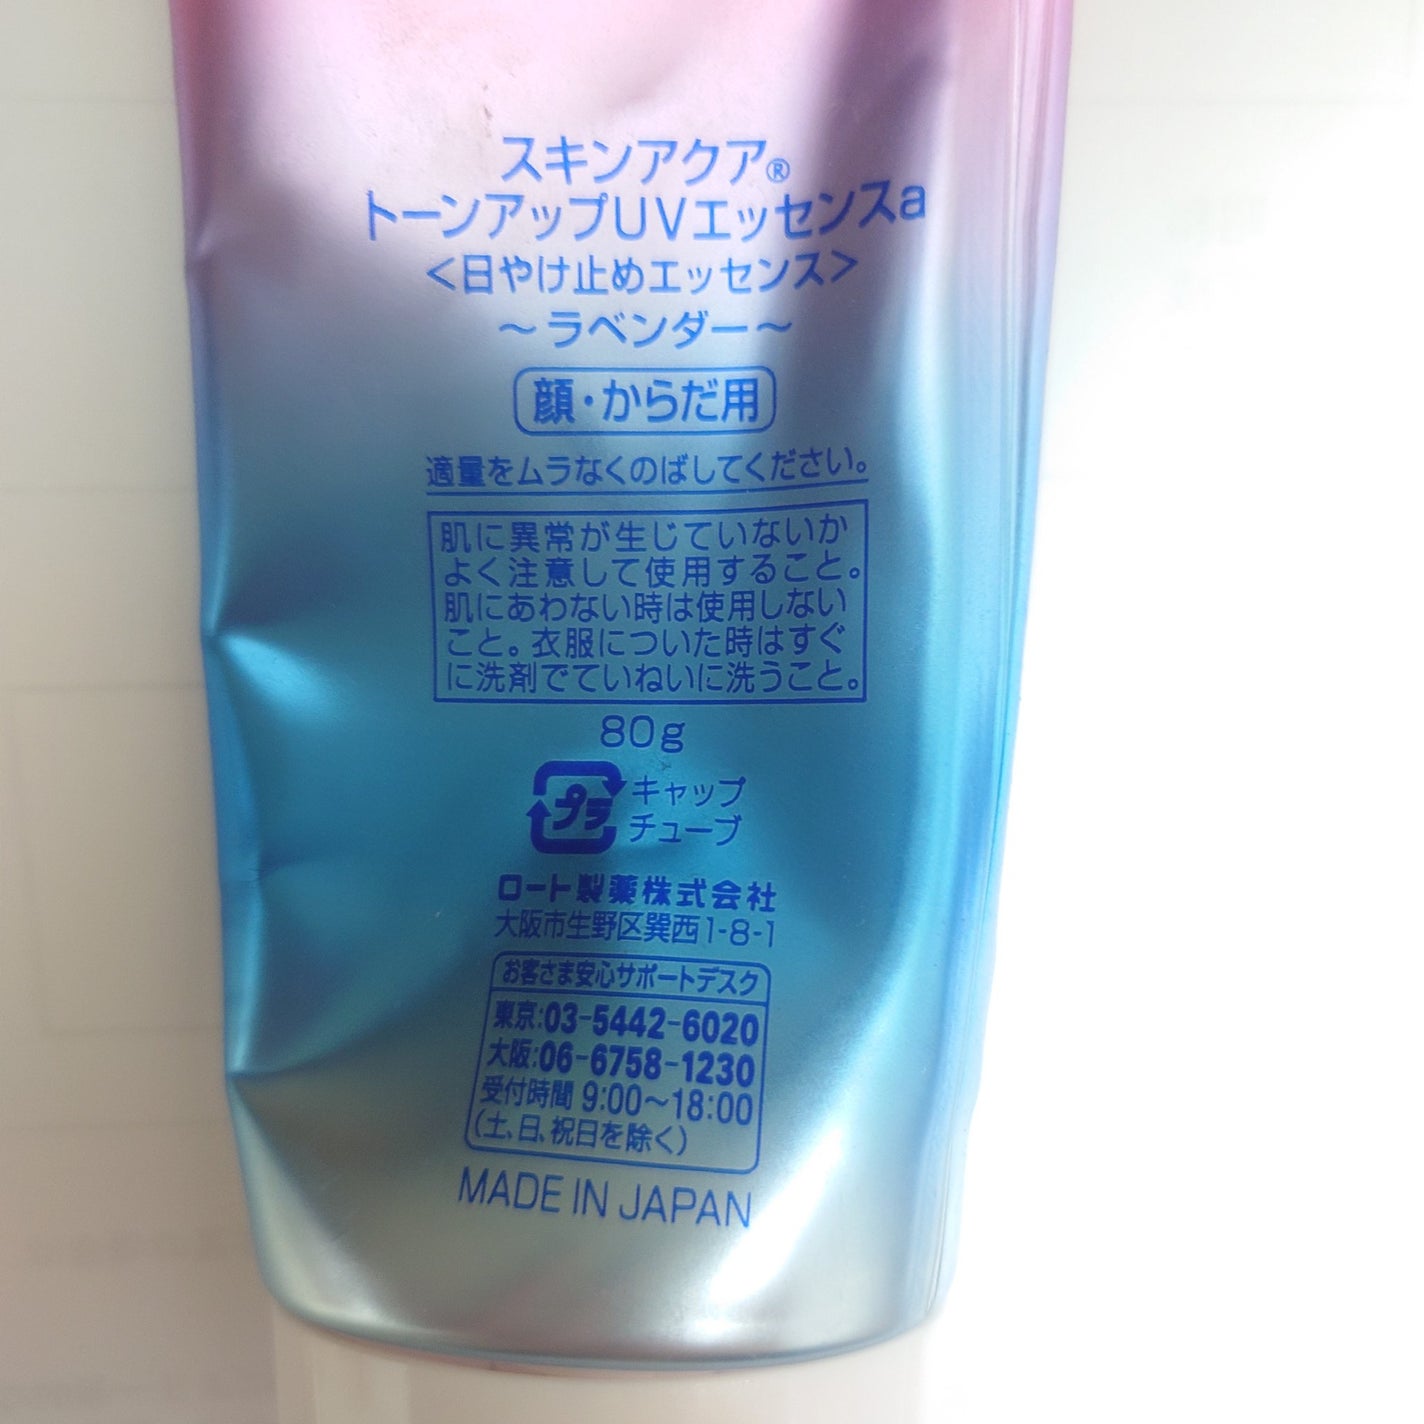 スキンアクア®
トーンアップUVエッセンスa
＜日やけ止めエッセンス＞
～ラベンダー～
顔・からだ用
適量をムラなくのばしてください。
肌に異常が生じていないか
よく注意して使用すること。
肌にあわない時は使用しない
こと。衣服についた時はすぐ
に洗剤でていねいに洗うこと。
80g
プラ キャップ
チューブ
ロート製薬株式会社
大阪市生野区巽西1-8-1
お客さま安心サポートデスク
東京:03-5442-6020
大阪:06-6758-1230
受付時間 9:00～18:00
(土、日、祝日を除く)
MADE IN JAPAN